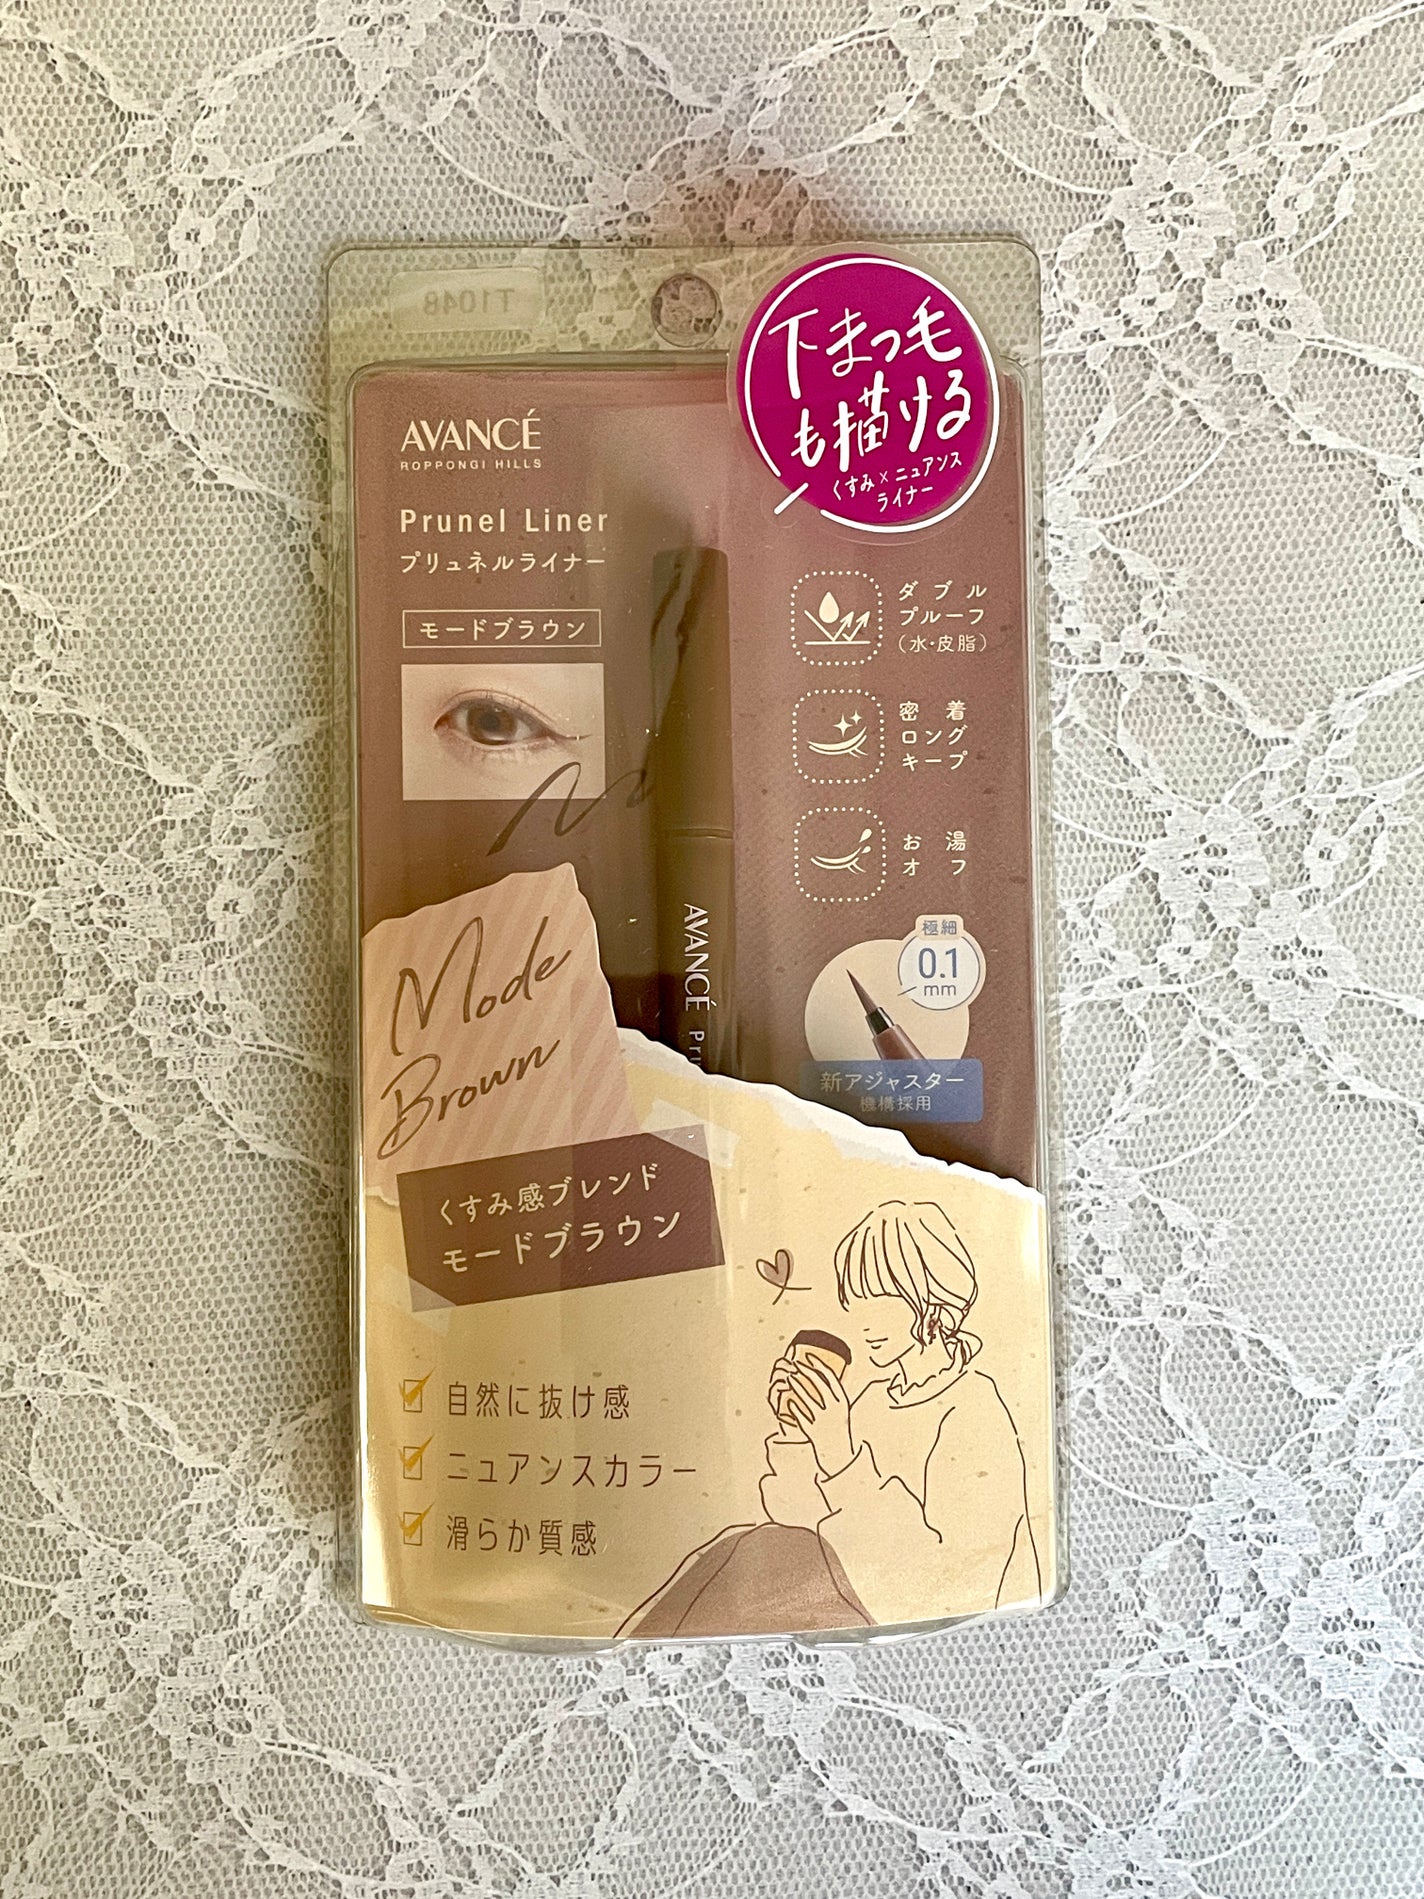 T1048
下まつ毛
も描ける
くすみ×ニュアンス
ライナー
AVANCÉ
ROPPONGI HILLS
Prunel Liner
プリュネルライナー
モードブラウン
ダブル
プルーフ
（水・皮脂）
密着
ロング
キープ
お湯
オフ
極細
0.1
mm
新アジャスター
機構採用
AVANCÉ Pru
Mode
Brown
くすみ感ブレンド
モードブラウン
自然に抜け感
ニュアンスカラー
滑らか質感